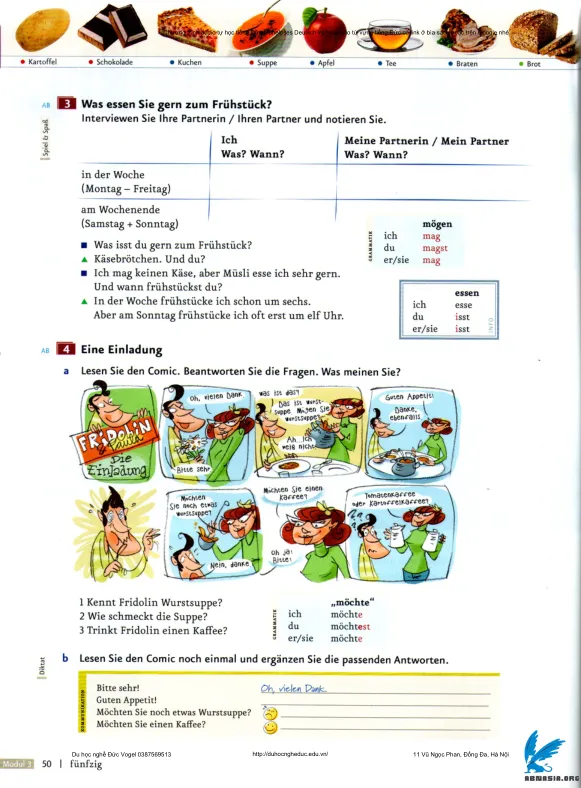 Kartoffel
Schokolade
Kuchen
Suppe
Apfel
Tee
Braten
Brot
AB 3 Was essen Sie gern zum Frühstück?
Interviewen Sie Ihre Partnerin / Ihren Partner und notieren Sie.
Spiel & Spaß
Ich
Was? Wann?
Meine Partnerin / Mein Partner
Was? Wann?
in der Woche
(Montag – Freitag)
am Wochenende
(Samstag + Sonntag)
Was isst du gern zum Frühstück?
Käsebrötchen. Und du?
Ich mag keinen Käse, aber Müsli esse ich sehr gern.
Und wann frühstückst du?
In der Woche frühstücke ich schon um sechs.
Aber am Sonntag frühstücke ich oft erst um elf Uhr.
GRAMMATIK
mögen
ich mag
du magst
er/sie mag
essen
ich esse
du isst
er/sie isst
INFO
AB 4 Eine Einladung
a Lesen Sie den Comic. Beantworten Sie die Fragen. Was meinen Sie?
FRIDOLIN
Die
Einladung
Oh, vielen Dank
Bitte sehr
Was ist das?
Das ist Wurst-
suppe. Mögen Sie
Wurstsuppe?
Ah, ich
weiß nicht
Guten Appetit!
Danke,
ebenfalls
Möchten
Sie noch etwas
Wurstsuppe?
Nein, danke
Möchten Sie einen
Kaffee?
Oh ja!
Bitte!
Tomatenkaffee
oder Kartoffelkaffee?
1 Kennt Fridolin Wurstsuppe?
2 Wie schmeckt die Suppe?
3 Trinkt Fridolin einen Kaffee?
GRAMMATIK
„möchte“
ich möchte
du möchtest
er/sie möchte
Diktat
b Lesen Sie den Comic noch einmal und ergänzen Sie die passenden Antworten.
KOMMUNIKATION
Bitte sehr! Oh, vielen Dank.
Guten Appetit!
Möchten Sie noch etwas Wurstsuppe?
Möchten Sie einen Kaffee?
Du học nghề Đức Vogel 0387569513
http://duhocngheduc.edu.vn/
11 Vũ Ngọc Phan, Đống Đa, Hà Nội
Modul 3 50 | fünfzig
ABUASIA.ORG